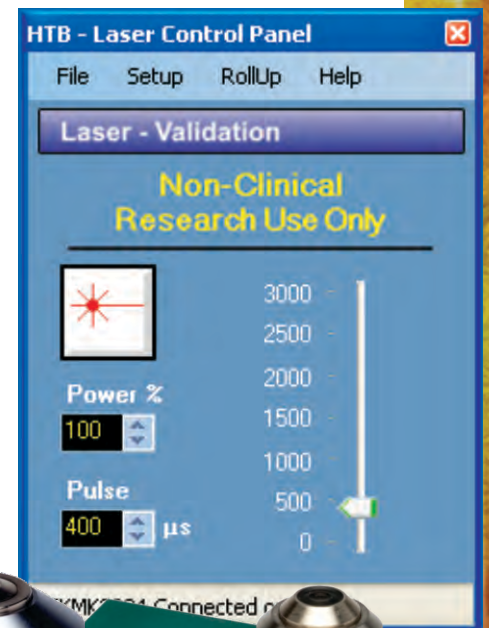 HTB - Laser Control Panel
File Setup RollUp Help
Laser - Validation
Non-Clinical
Research Use Only
3000
2500
2000
1500
1000
500
0
Power %
100
Pulse
400 µs
Connected